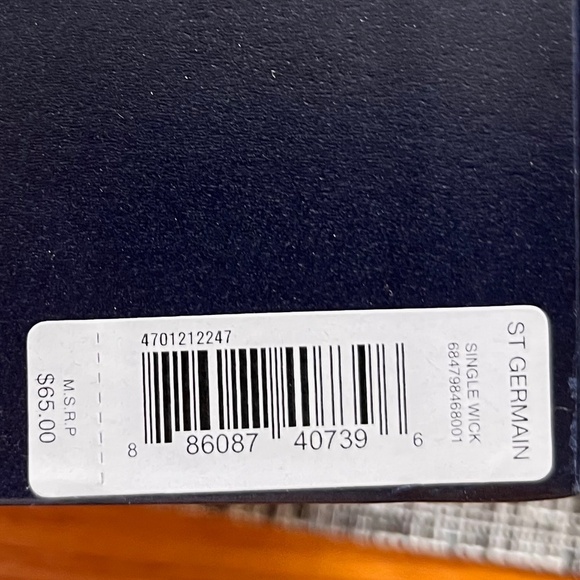 4701212247
8 86087 40739 6
ST GERMAIN
SINGLE WICK
684798468001
M.S.R.P
$65.00